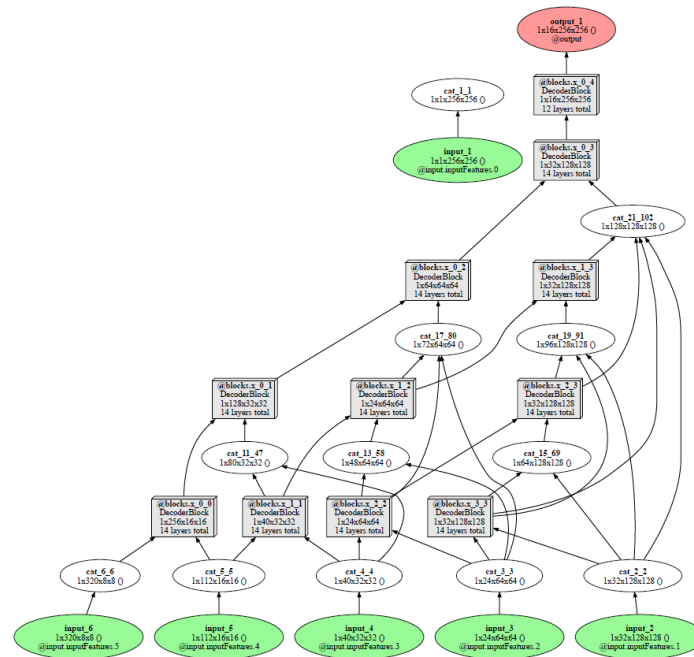 output_1
1x16x256x256 ()
@output
@blocks.x_0_4
DecoderBlock
1x16x256x256
12 layers total
cat_1_1
1x1x256x256 ()
@blocks.x_0_3
DecoderBlock
1x32x128x128
14 layers total
input_1
1x1x256x256 ()
@input.inputFeatures.0
cat_21_102
1x128x128x128 ()
@blocks.x_0_2
DecoderBlock
1x64x64x64
14 layers total
@blocks.x_1_3
DecoderBlock
1x32x128x128
14 layers total
cat_17_80
1x72x64x64 ()
cat_19_91
1x96x128x128 ()
@blocks.x_0_1
DecoderBlock
1x128x32x32
14 layers total
@blocks.x_1_2
DecoderBlock
1x24x64x64
14 layers total
@blocks.x_2_3
DecoderBlock
1x32x128x128
14 layers total
cat_11_47
1x80x32x32 ()
cat_13_58
1x48x64x64 ()
cat_15_69
1x64x128x128 ()
@blocks.x_0_0
DecoderBlock
1x256x16x16
14 layers total
@blocks.x_1_1
DecoderBlock
1x40x32x32
14 layers total
@blocks.x_2_2
DecoderBlock
1x24x64x64
14 layers total
@blocks.x_3_3
DecoderBlock
1x32x128x128
14 layers total
cat_6_6
1x320x8x8 ()
cat_5_5
1x112x16x16 ()
cat_4_4
1x40x32x32 ()
cat_3_3
1x24x64x64 ()
cat_2_2
1x32x128x128 ()
input_6
1x320x8x8 ()
@input.inputFeatures.5
input_5
1x112x16x16 ()
@input.inputFeatures.4
input_4
1x40x32x32 ()
@input.inputFeatures.3
input_3
1x24x64x64 ()
@input.inputFeatures.2
input_2
1x32x128x128 ()
@input.inputFeatures.1